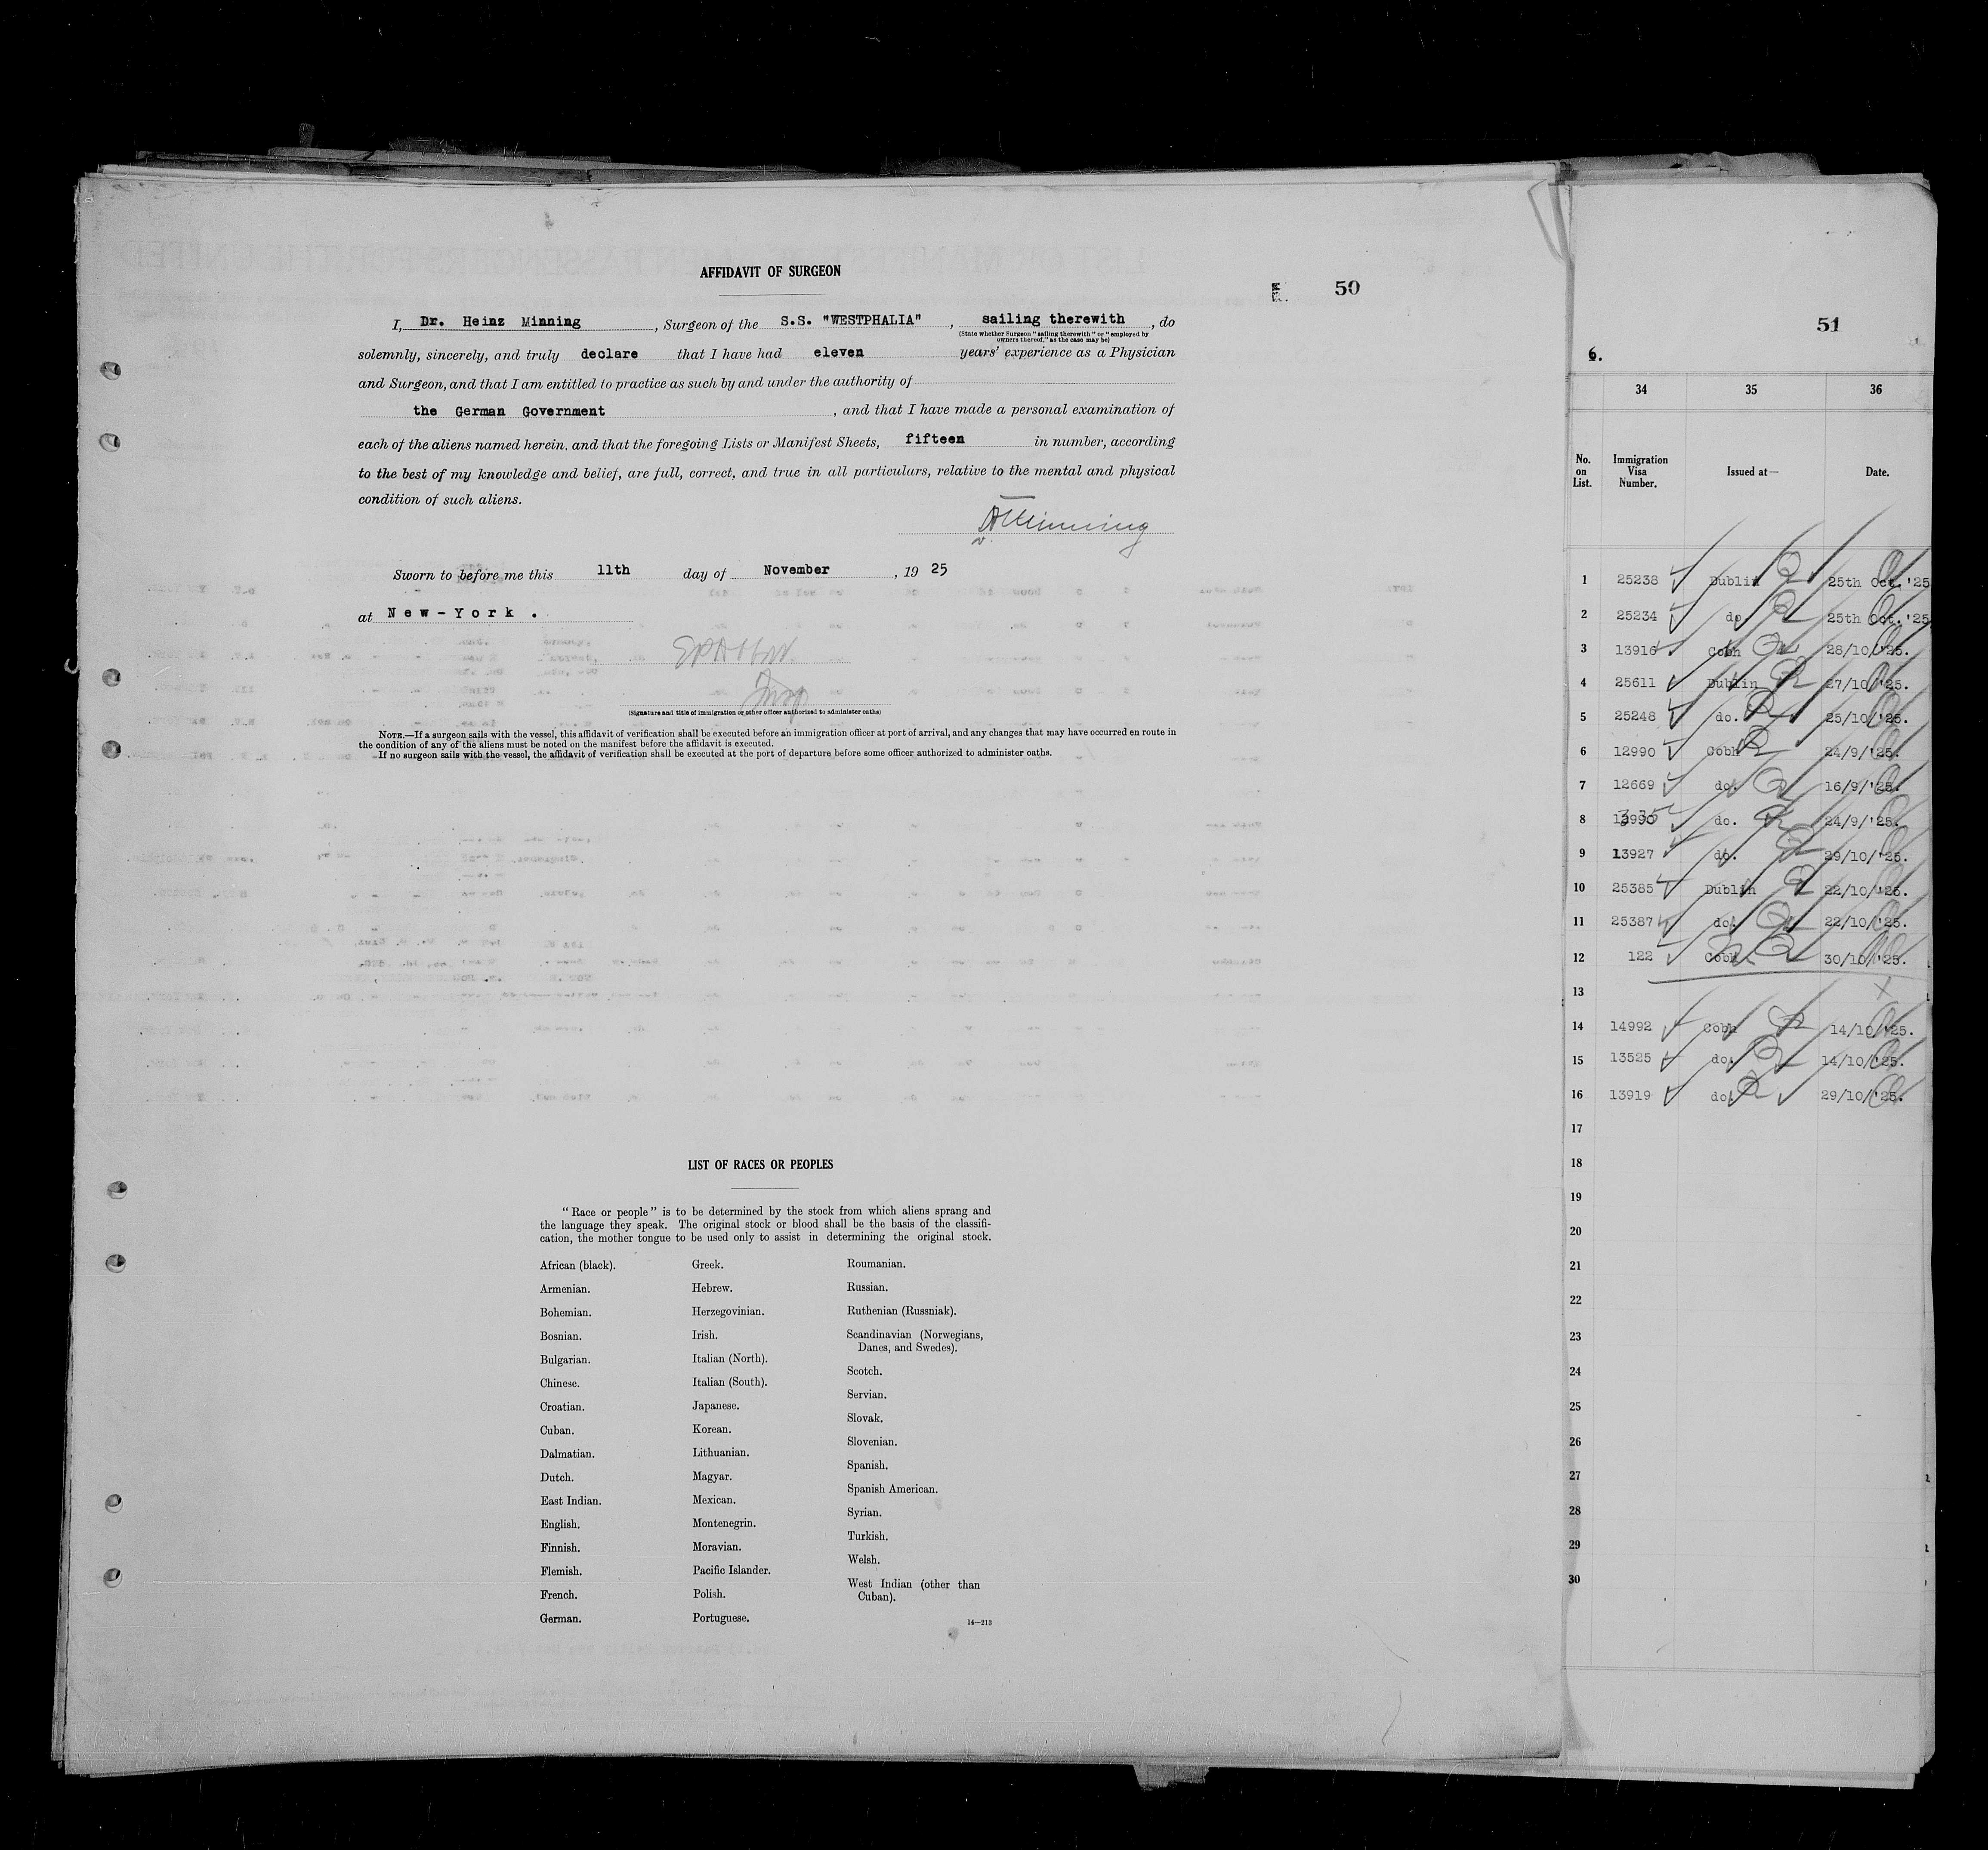 AFFIDAVIT OF SURGEON
50
I, Dr. Heinz Minning, Surgeon of the S.S. "WESTPHALIA", sailing therewith, do
(State whether Surgeon "sailing therewith" or "employed by
owners thereof," as the case may be)
solemnly, sincerely, and truly declare that I have had eleven years' experience as a Physician
and Surgeon, and that I am entitled to practice as such by and under the authority of
the German Government, and that I have made a personal examination of
each of the aliens named herein, and that the foregoing Lists or Manifest Sheets, fifteen in number, according
to the best of my knowledge and belief, are full, correct, and true in all particulars, relative to the mental and physical
condition of such aliens.
Minning
Sworn to before me this 11th day of November, 19 25
at New-York.
(Signature and title of immigration or other officer authorized to administer oaths)
NOTE.—If a surgeon sails with the vessel, this affidavit of verification shall be executed before an immigration officer at port of arrival, and any changes that may have occurred en route in
the condition of any of the aliens must be noted on the manifest before the affidavit is executed.
If no surgeon sails with the vessel, the affidavit of verification shall be executed at the port of departure before some officer authorized to administer oaths.
LIST OF RACES OR PEOPLES
"Race or people" is to be determined by the stock from which aliens sprang and
the language they speak. The original stock or blood shall be the basis of the classifi-
cation, the mother tongue to be used only to assist in determining the original stock.
African (black).
Armenian.
Bohemian.
Bosnian.
Bulgarian.
Chinese.
Croatian.
Cuban.
Dalmatian.
Dutch.
East Indian.
English.
Finnish.
Flemish.
French.
German.
Greek.
Hebrew.
Herzegovinian.
Irish.
Italian (North).
Italian (South).
Japanese.
Korean.
Lithuanian.
Magyar.
Mexican.
Montenegrin.
Moravian.
Pacific Islander.
Polish.
Portuguese.
Roumanian.
Russian.
Ruthenian (Russniak).
Scandinavian (Norwegians,
Danes, and Swedes).
Scotch.
Servian.
Slovak.
Slovenian.
Spanish.
Spanish American.
Syrian.
Turkish.
Welsh.
West Indian (other than
Cuban).
14—213
51
6.
34 35 36
No. on List. Immigration Visa Number. Issued at— Date.
1 25238 Dublin 25th Oct. '25
2 25234 do. 25th Oct. '25
3 13916 Cobh 28/10/'25.
4 25611 Dublin 27/10/'25.
5 25248 do. 25/10/'25.
6 12990 Cobh 24/9/'25.
7 12669 do. 16/9/'25.
8 do. 24/9/'25.
9 13927 do. 29/10/'25.
10 25385 Dublin 22/10/'25.
11 25387 do. 22/10/'25.
12 122 Cobh 30/10/'25.
13
14 14992 Cobh 14/10/'25.
15 13525 do. 14/10/'25.
16 13919 do. 29/10/'25.
17
18
19
20
21
22
23
24
25
26
27
28
29
30